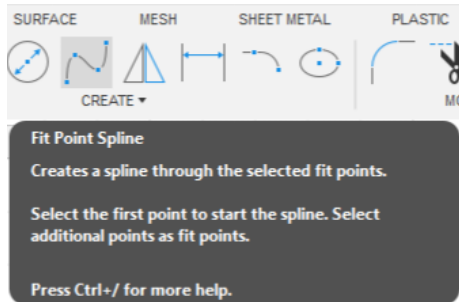 SURFACE MESH SHEET METAL PLASTIC
CREATE ▾ MO
Fit Point Spline
Creates a spline through the selected fit points.
Select the first point to start the spline. Select
additional points as fit points.
Press Ctrl+/ for more help.